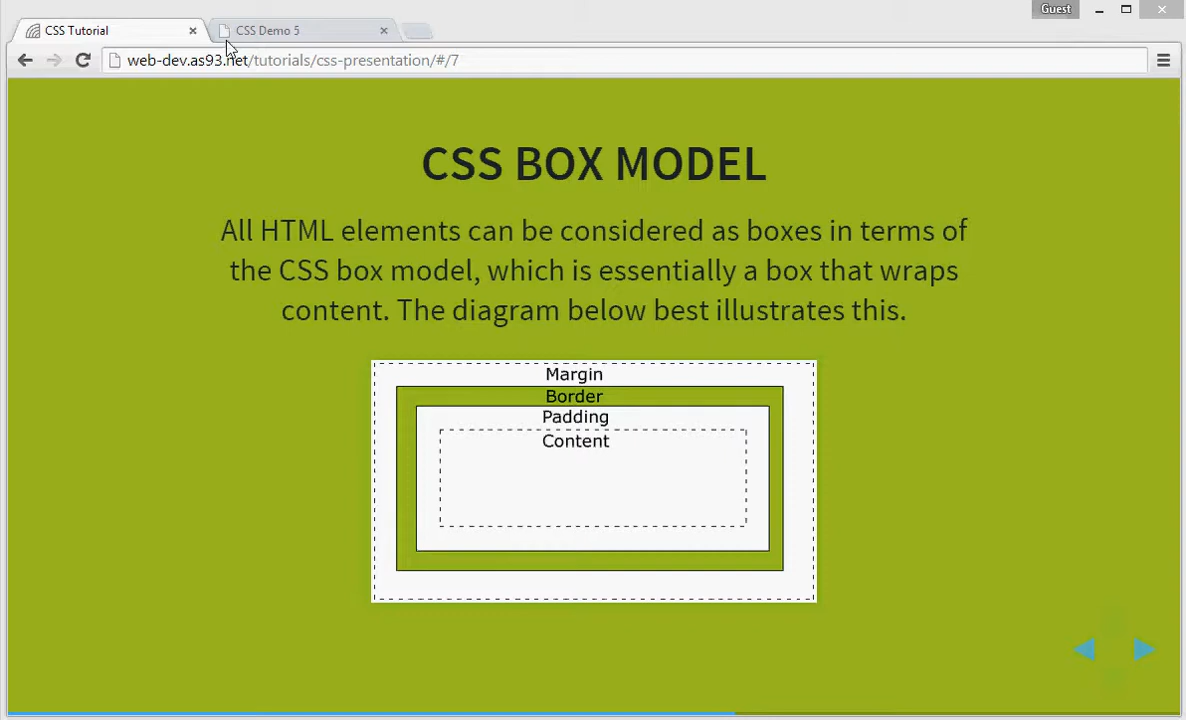 Guest
CSS Tutorial
CSS Demo 5
web-dev.as93.net/tutorials/css-presentation/#/7
CSS BOX MODEL
All HTML elements can be considered as boxes in terms of
the CSS box model, which is essentially a box that wraps
content. The diagram below best illustrates this.
Margin
Border
Padding
Content